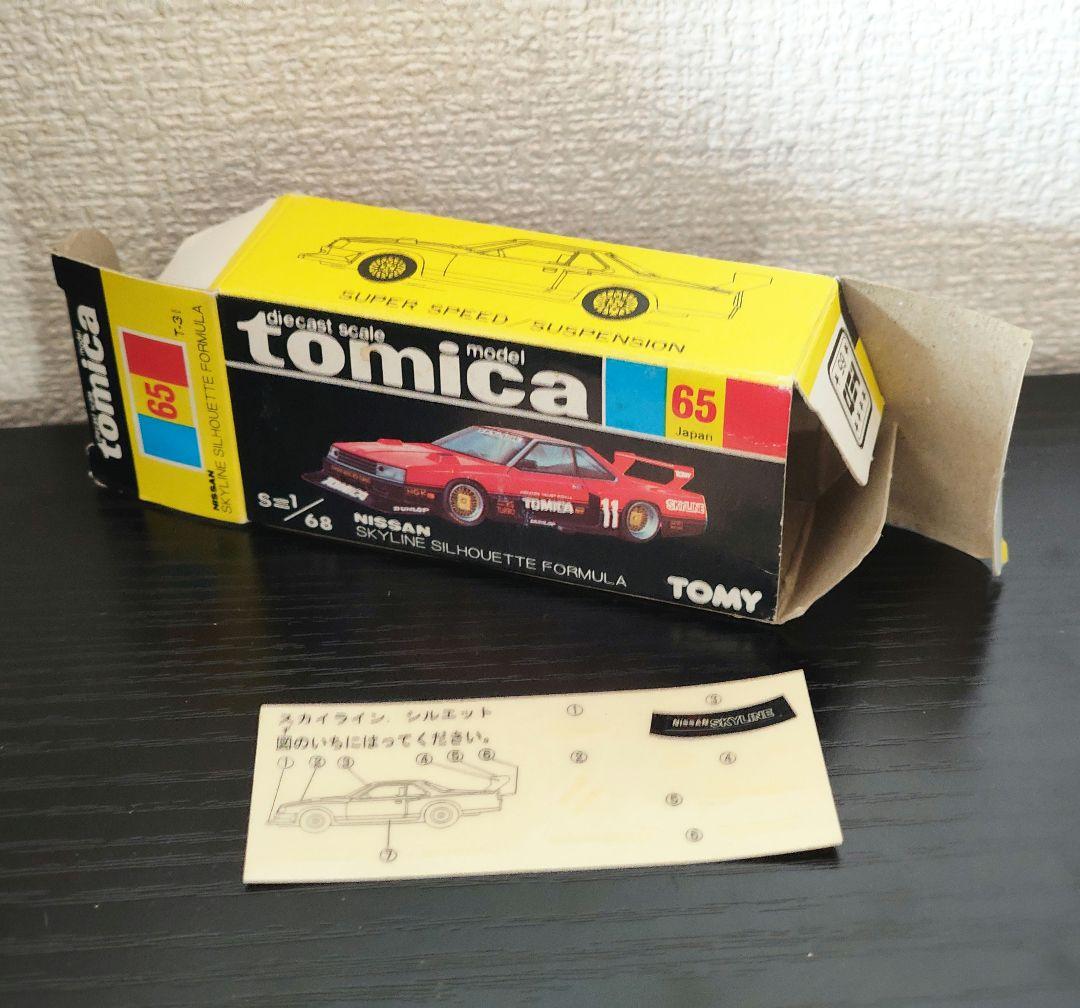 SUPER SPEED/SUSPENSION
diecast scale
tomica
model
65
Japan
tomica
65
T-31
NISSAN
SKYLINE SILHOUETTE FORMULA
TOMICA
DUNLOP
TOMICA
DUNLOP
11
SKYLINE
S=1/68
NISSAN
SKYLINE SILHOUETTE FORMULA
TOMY
スカイライン シルエット
図のいちにはってください。
① ② ③ ④ ⑤ ⑥
⑦
①
③
NISSAN SKYLINE
②
④
⑤
⑥